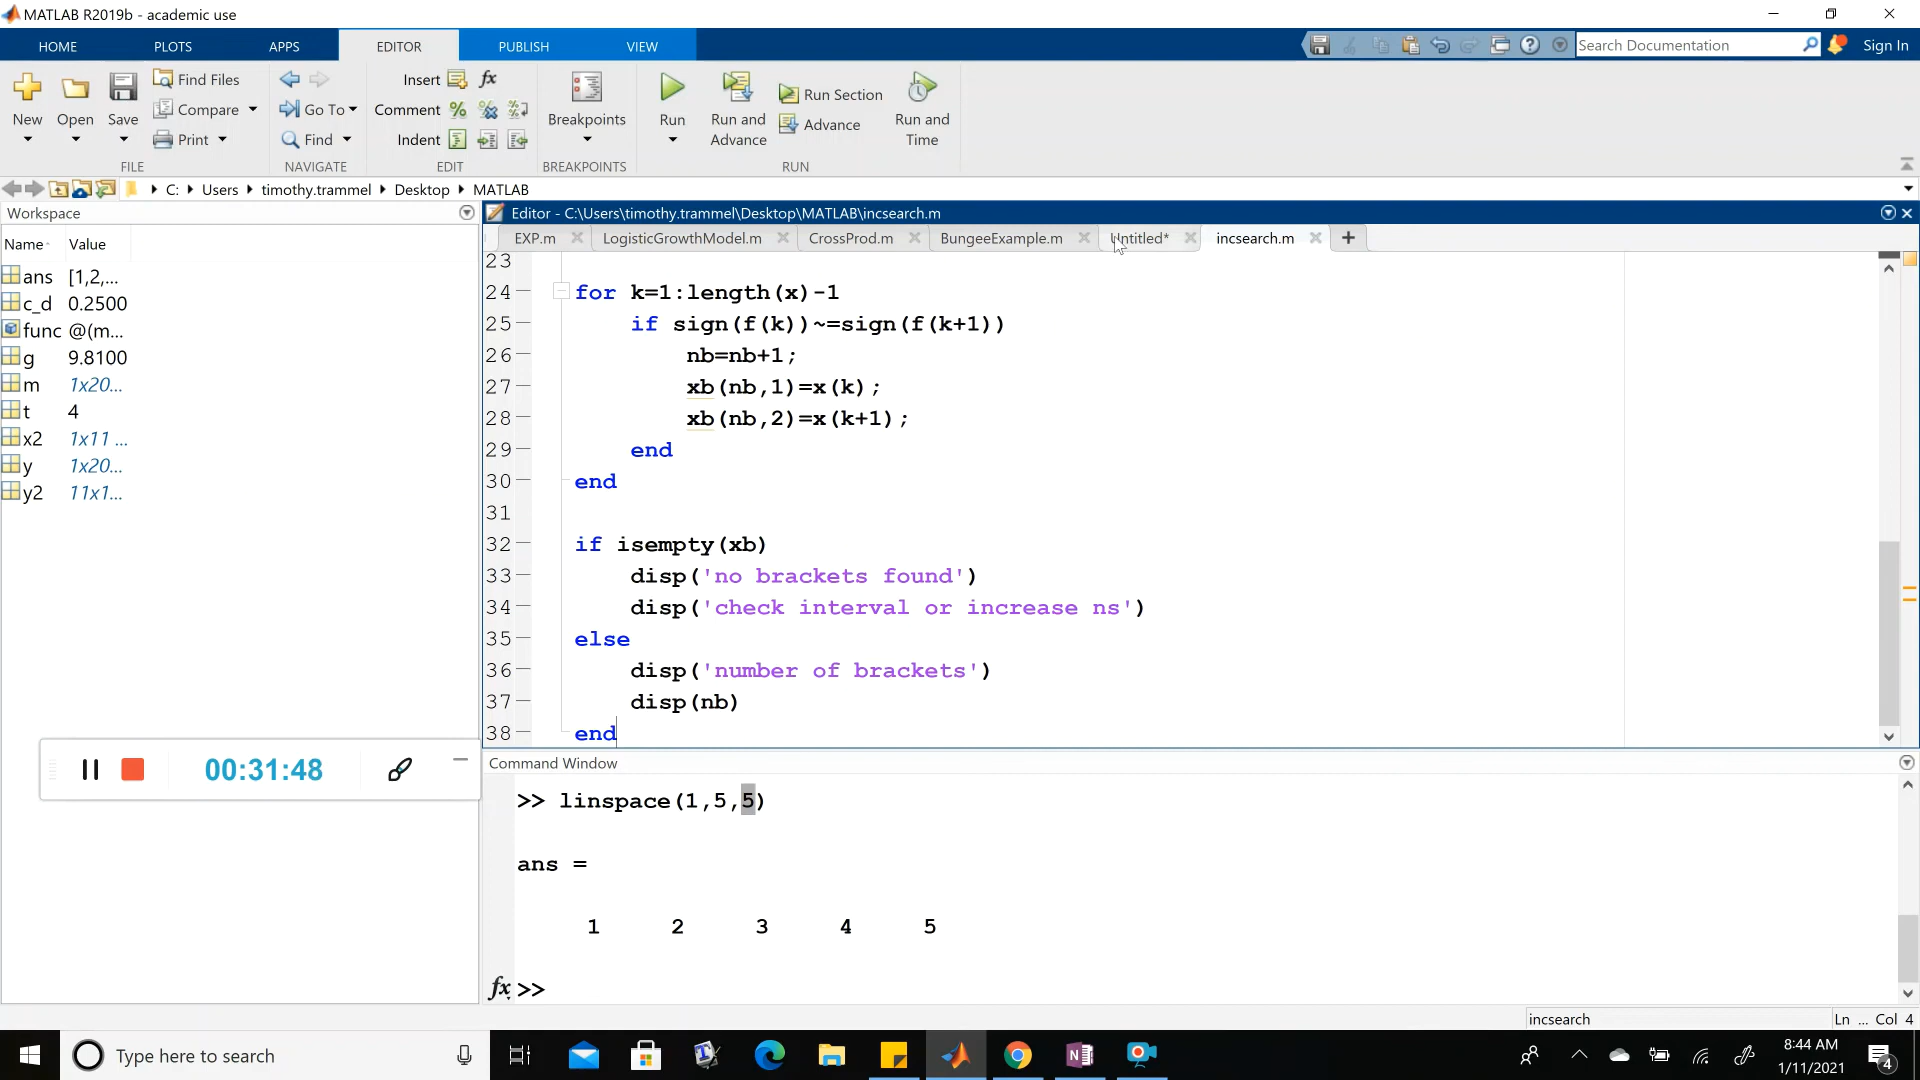 MATLAB R2019b - academic use
HOME PLOTS APPS EDITOR PUBLISH VIEW
Search Documentation Sign In
New Open Save Find Files Compare Print
Go To Find
Insert fx Comment Indent
Breakpoints
Run Run and Advance Run Section Advance Run and Time
FILE NAVIGATE EDIT BREAKPOINTS RUN
C: Users timothy.trammel Desktop MATLAB
Workspace
Name Value
ans [1,2,...
c_d 0.2500
func @(m...
g 9.8100
m 1x20...
t 4
x2 1x11 ...
y 1x20...
y2 11x1...
00:31:48
Editor - C:\Users\timothy.trammel\Desktop\MATLAB\incsearch.m
EXP.m LogisticGrowthModel.m CrossProd.m BungeeExample.m Untitled* incsearch.m +
23
24 for k=1:length(x)-1
25 if sign(f(k))~=sign(f(k+1))
26 nb=nb+1;
27 xb(nb,1)=x(k);
28 xb(nb,2)=x(k+1);
29 end
30 end
31
32 if isempty(xb)
33 disp('no brackets found')
34 disp('check interval or increase ns')
35 else
36 disp('number of brackets')
37 disp(nb)
38 end
Command Window
>> linspace(1,5,5)
ans =
1 2 3 4 5
fx >>
incsearch Ln ... Col 4
Type here to search
8:44 AM
1/11/2021
4